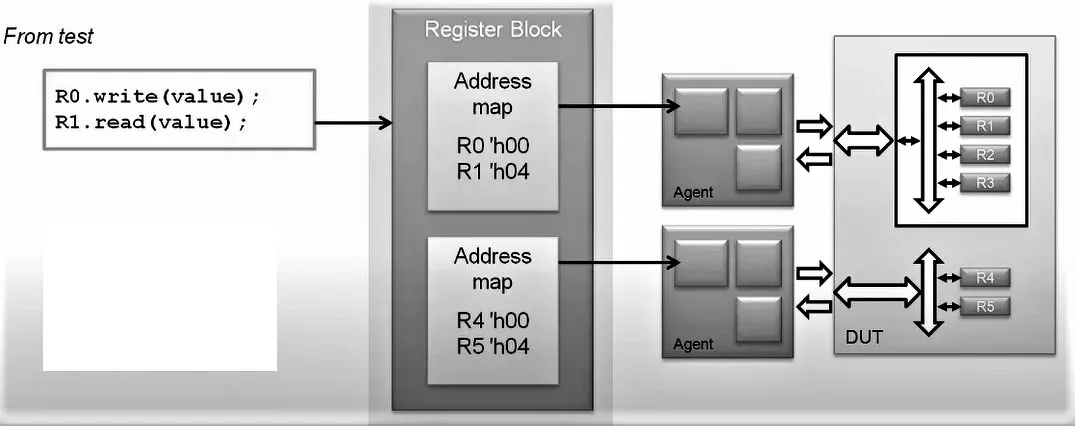 From test
R0.write(value);
R1.read(value);
Register Block
Address
map
R0 'h00
R1 'h04
Address
map
R4 'h00
R5 'h04
Agent
Agent
R0
R1
R2
R3
R4
R5
DUT